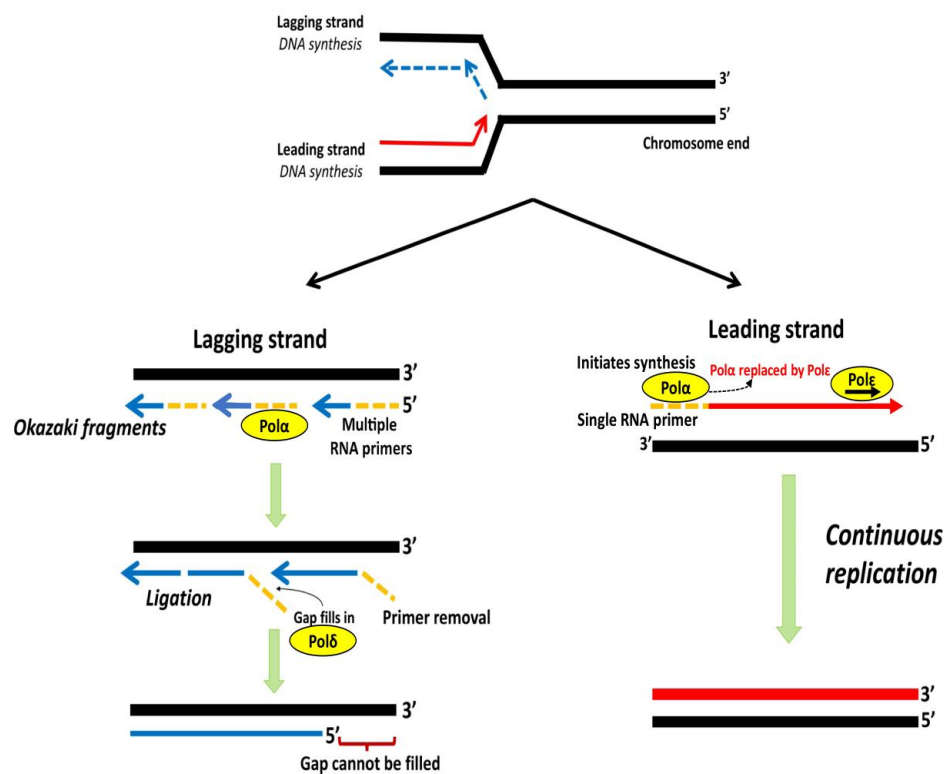 Lagging strand
DNA synthesis
3’
5’
Chromosome end
Leading strand
DNA synthesis
Lagging strand
3’
5’
Okazaki fragments
Polα
Multiple
RNA primers
3’
Ligation
Gap fills in
Polδ
Primer removal
3’
5’
Gap cannot be filled
Leading strand
Initiates synthesis
Polα replaced by Polε
Polα
Polε
Single RNA primer
3’
5’
Continuous
replication
3’
5’